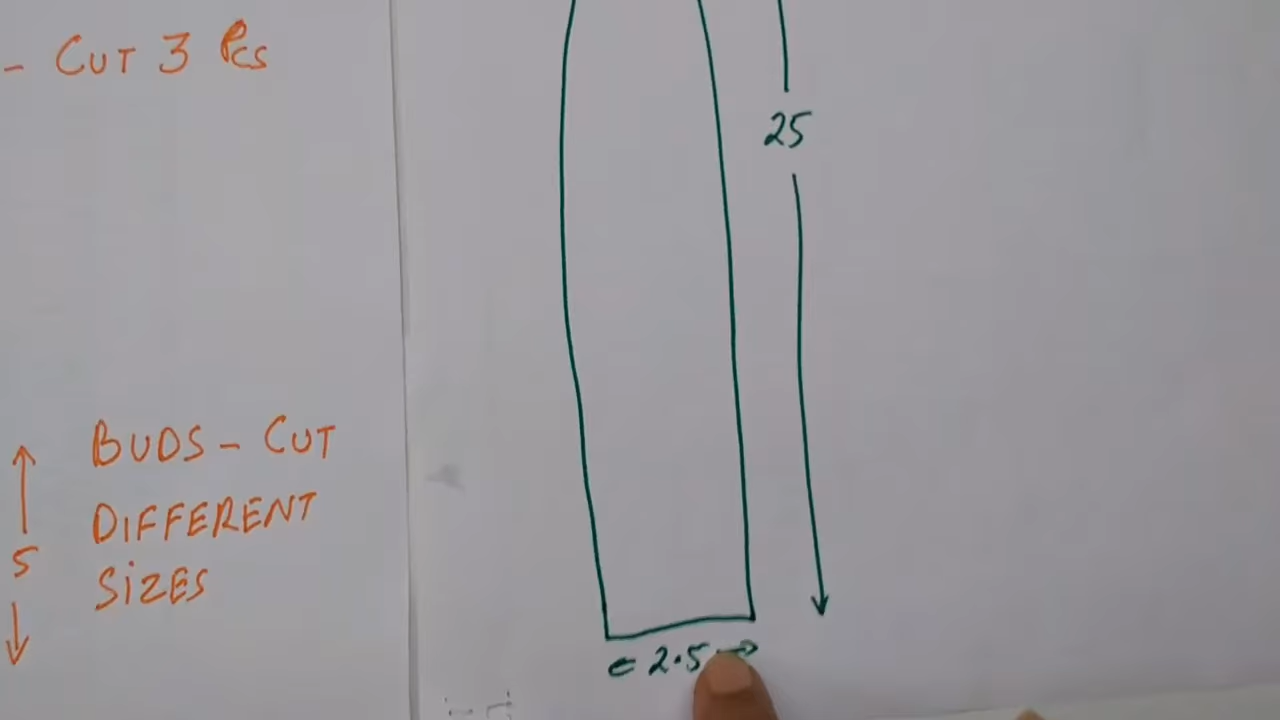 - CUT 3 PCS
25
BUDS - CUT
DIFFERENT
5
SIZES
2.5